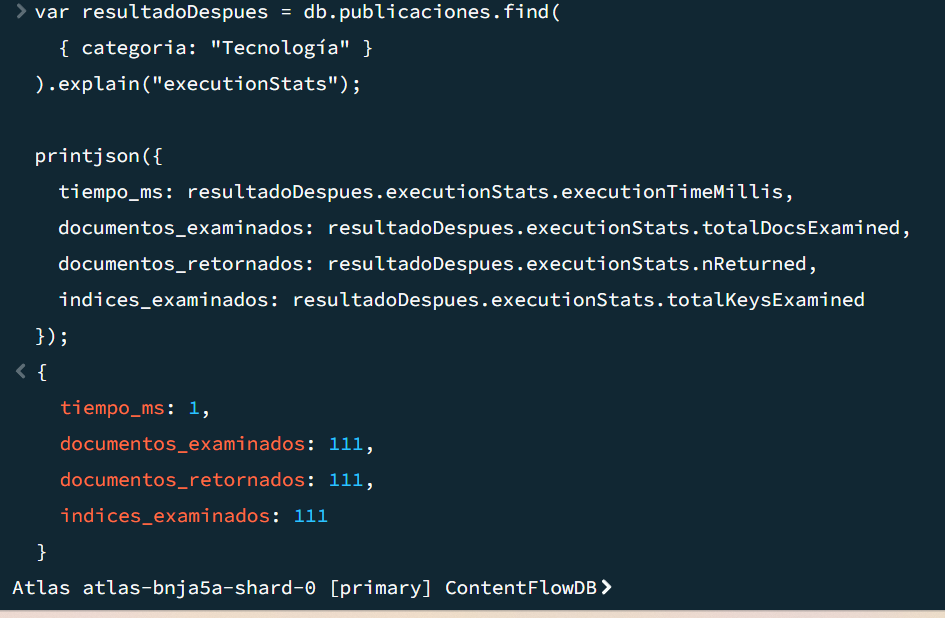 > var resultadoDespues = db.publicaciones.find(
{ categoria: "Tecnología" }
).explain("executionStats");
printjson({
tiempo_ms: resultadoDespues.executionStats.executionTimeMillis,
documentos_examinados: resultadoDespues.executionStats.totalDocsExamined,
documentos_retornados: resultadoDespues.executionStats.nReturned,
indices_examinados: resultadoDespues.executionStats.totalKeysExamined
});
< {
tiempo_ms: 1,
documentos_examinados: 111,
documentos_retornados: 111,
indices_examinados: 111
}
Atlas atlas-bnja5a-shard-0 [primary] ContentFlowDB>